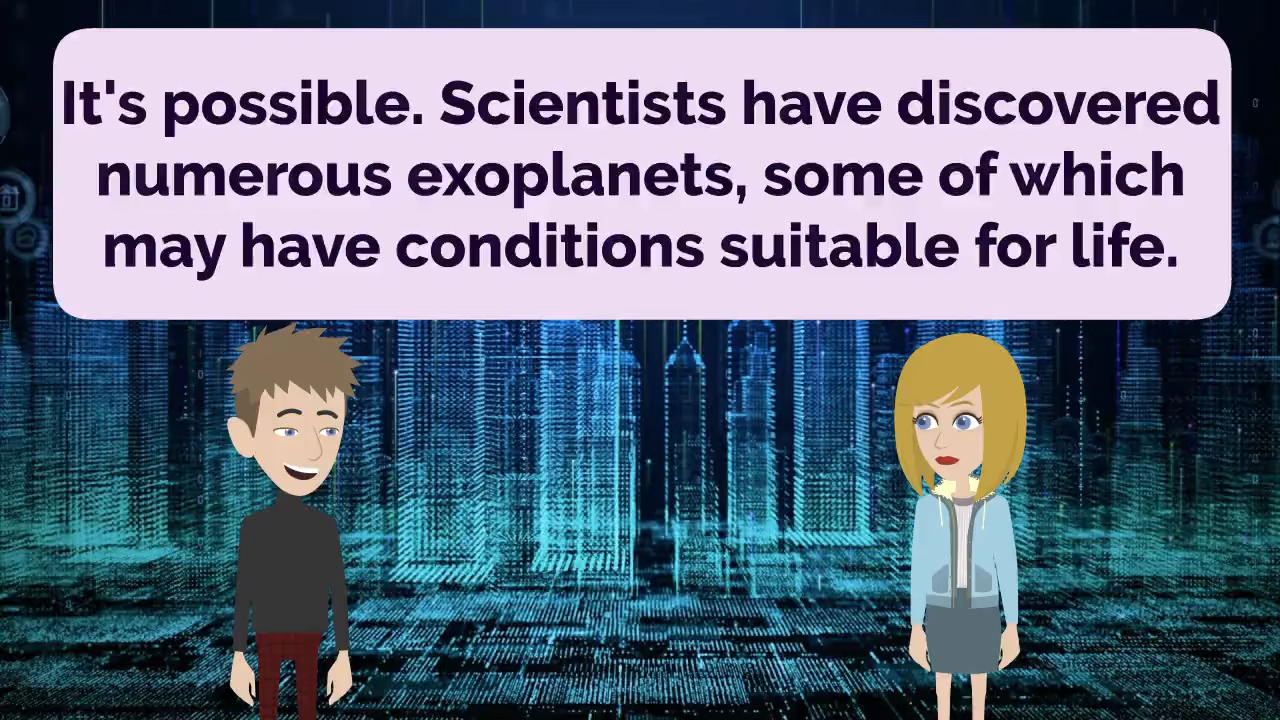 It's possible. Scientists have discovered
numerous exoplanets, some of which
may have conditions suitable for life.